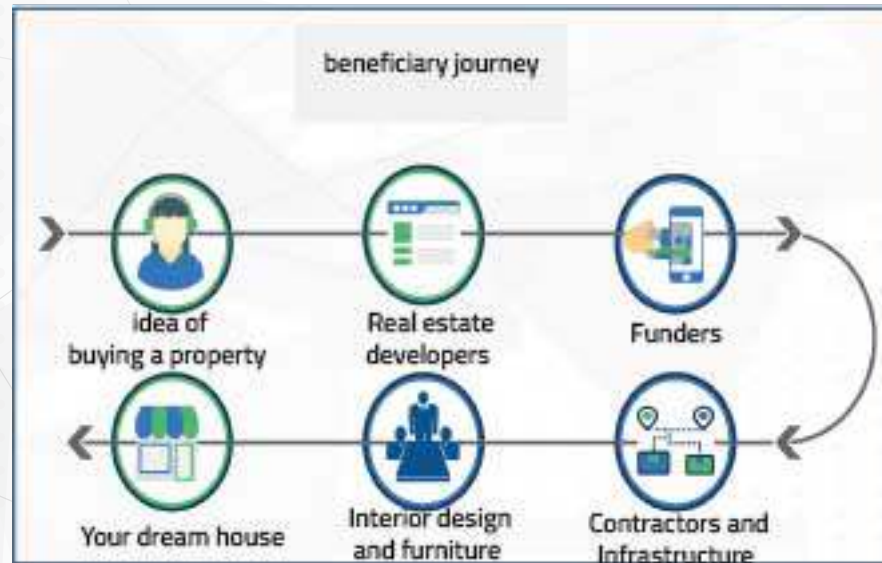 beneficiary journey
idea of
buying a property
Real estate
developers
Funders
Contractors and
Infrastructure
Interior design
and furniture
Your dream house